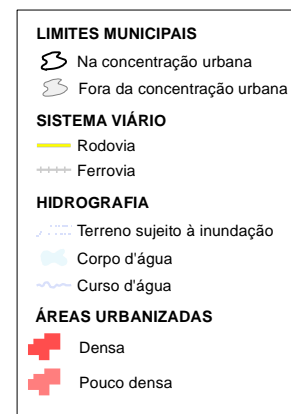 LIMITES MUNICIPAIS
Na concentração urbana
Fora da concentração urbana
SISTEMA VIÁRIO
Rodovia
Ferrovia
HIDROGRAFIA
Terreno sujeito à inundação
Corpo d'água
Curso d'água
ÁREAS URBANIZADAS
Densa
Pouco densa